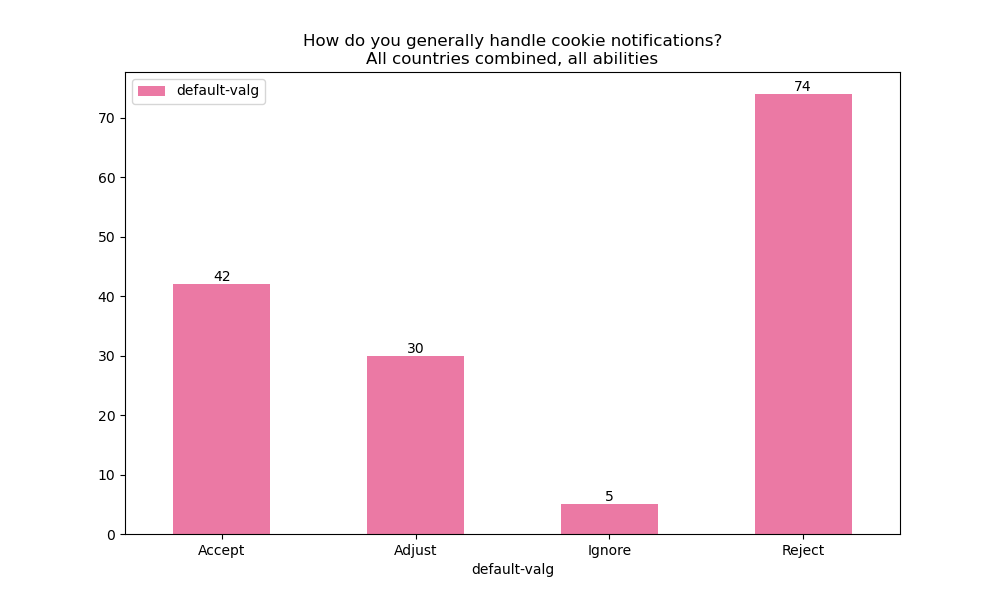 How do you generally handle cookie notifications?
All countries combined, all abilities
default-valg
74
70
60
50
42
40
30
30
20
10
5
0
Accept Adjust Ignore Reject
default-valg